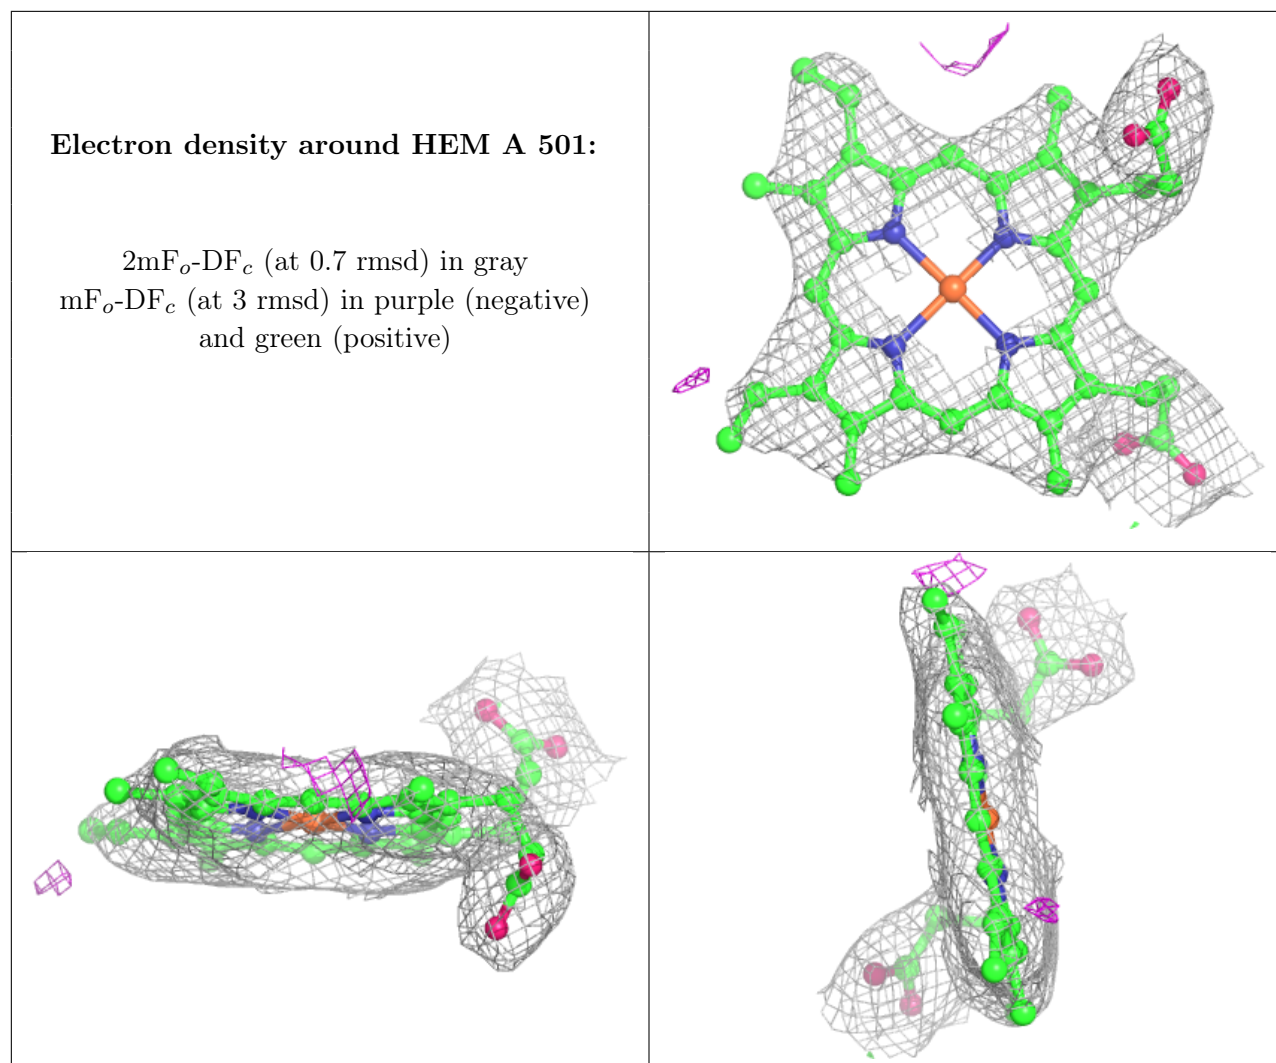 Electron density around HEM A 501:
2mFo-DFc (at 0.7 rmsd) in gray
mFo-DFc (at 3 rmsd) in purple (negative)
and green (positive)